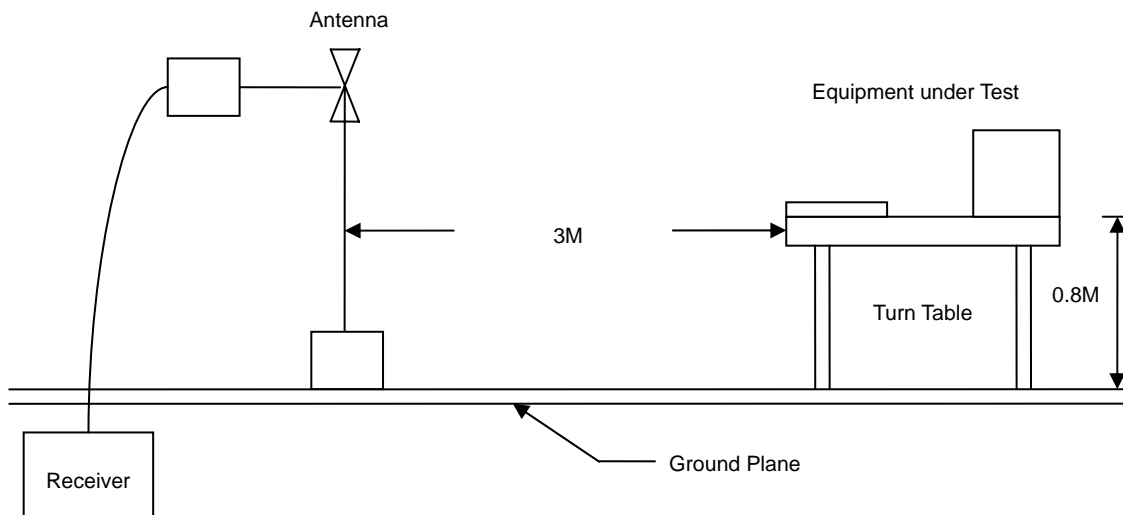 Antenna
Equipment under Test
3M
0.8M
Turn Table
Ground Plane
Receiver